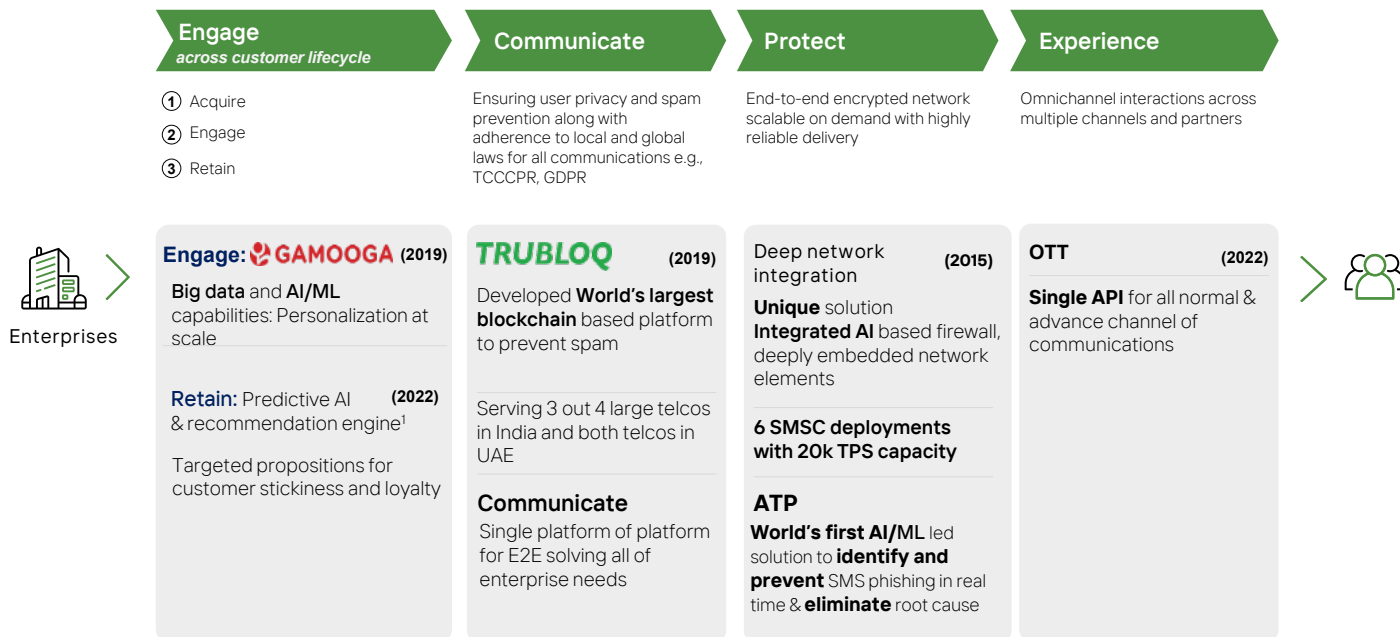 Engage
across customer lifecycle
Communicate
Protect
Experience
1 Acquire
2 Engage
3 Retain
Ensuring user privacy and spam
prevention along with
adherence to local and global
laws for all communications e.g.,
TCCCPR, GDPR
End-to-end encrypted network
scalable on demand with highly
reliable delivery
Omnichannel interactions across
multiple channels and partners
Enterprises
Engage: GAMOOGA (2019)
Big data and AI/ML
capabilities: Personalization at
scale
Retain: Predictive AI (2022)
& recommendation engine¹
Targeted propositions for
customer stickiness and loyalty
TRUBLOQ (2019)
Developed World's largest
blockchain based platform
to prevent spam
Serving 3 out 4 large telcos
in India and both telcos in
UAE
Communicate
Single platform of platform
for E2E solving all of
enterprise needs
Deep network
integration (2015)
Unique solution
Integrated AI based firewall,
deeply embedded network
elements
6 SMSC deployments
with 20k TPS capacity
ATP
World's first AI/ML led
solution to identify and
prevent SMS phishing in real
time & eliminate root cause
OTT (2022)
Single API for all normal &
advance channel of
communications